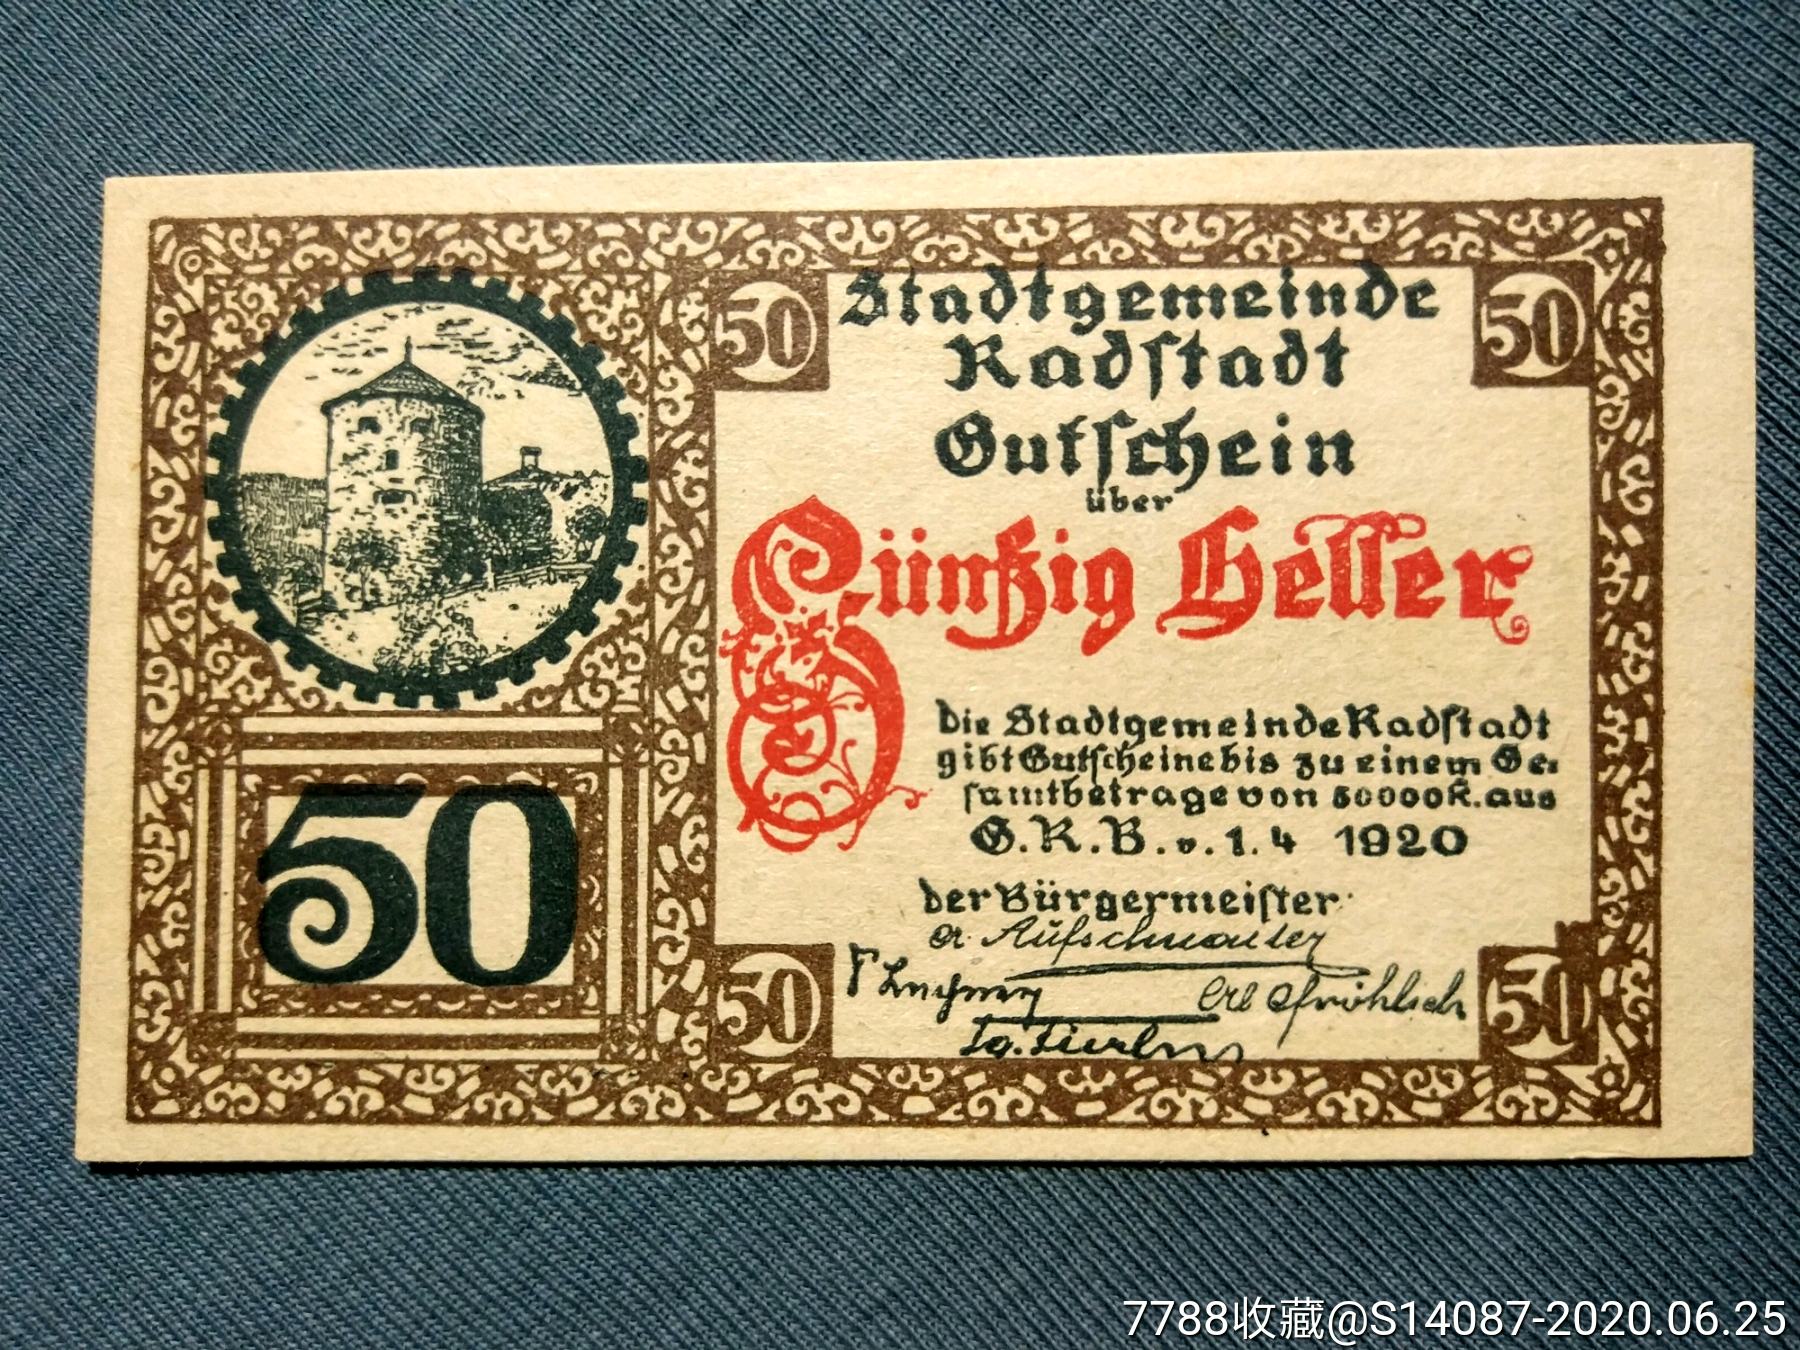 50
50
Stadtgemeinde
Radſtadt
Gutſchein
über
Fünfzig Heller
Die Stadtgemeinde Radſtadt
gibt Gutſcheine bis zu einem Ge-
ſamtbetrage von 50000 K. aus
G.R.B. v. 1. 4 1920
der Bürgermeiſter
50
50
50
7788收藏@S14087-2020.06.25